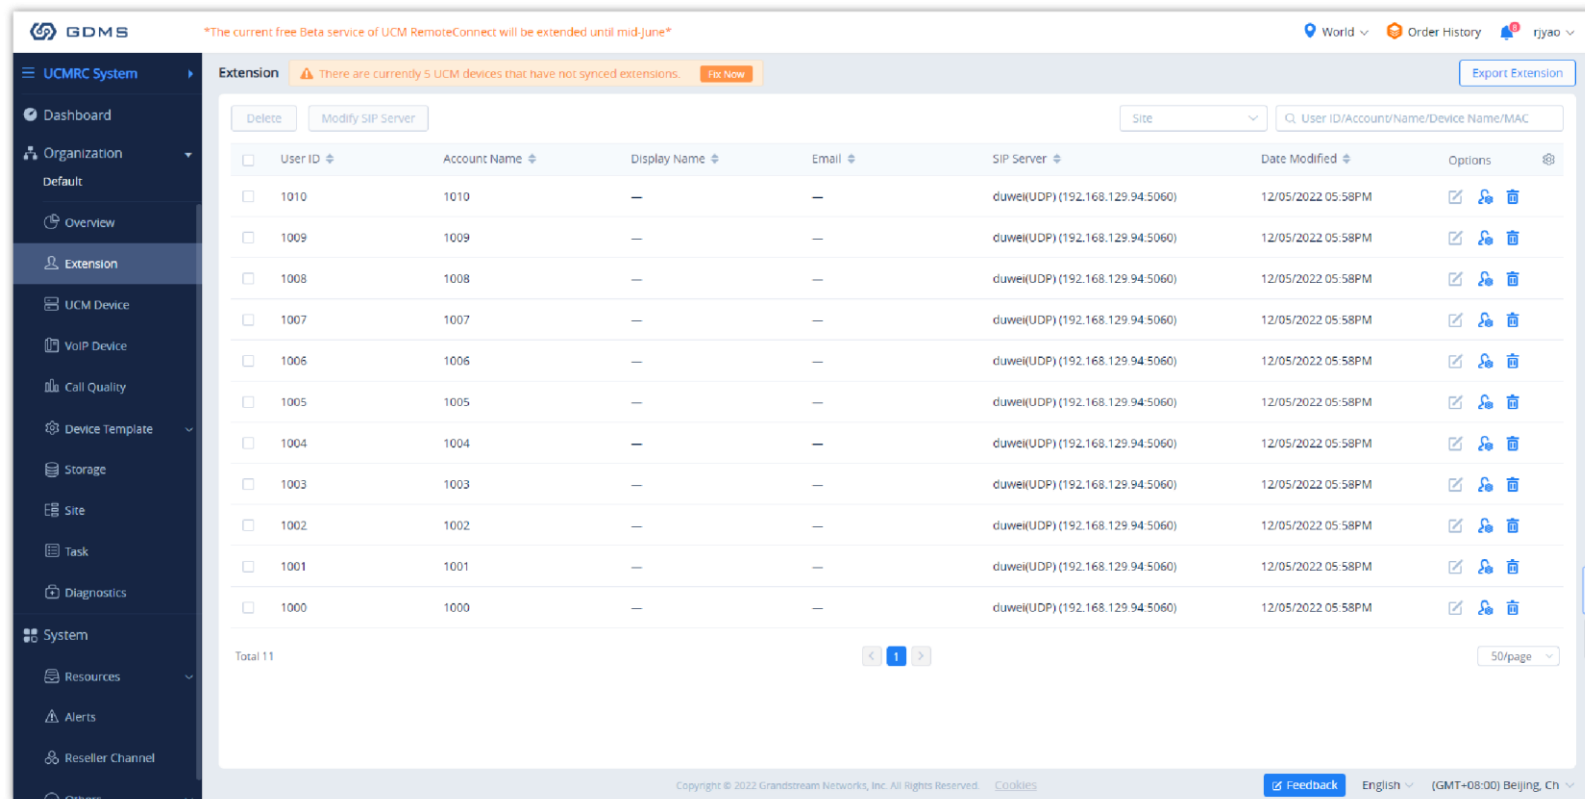 GDMS *The current free Beta service of UCM RemoteConnect will be extended until mid-June* World Order History 8 rjyao
UCMRC System
Extension There are currently 5 UCM devices that have not synced extensions. Fix Now Export Extension
Dashboard
Organization
Default
Overview
Extension
UCM Device
VoIP Device
Call Quality
Device Template
Storage
Site
Task
Diagnostics
System
Resources
Alerts
Reseller Channel
Others
Delete Modify SIP Server Site User ID/Account/Name/Device Name/MAC
User ID Account Name Display Name Email SIP Server Date Modified Options
1010 1010 — — duwei(UDP) (192.168.129.94:5060) 12/05/2022 05:58PM
1009 1009 — — duwei(UDP) (192.168.129.94:5060) 12/05/2022 05:58PM
1008 1008 — — duwei(UDP) (192.168.129.94:5060) 12/05/2022 05:58PM
1007 1007 — — duwei(UDP) (192.168.129.94:5060) 12/05/2022 05:58PM
1006 1006 — — duwei(UDP) (192.168.129.94:5060) 12/05/2022 05:58PM
1005 1005 — — duwei(UDP) (192.168.129.94:5060) 12/05/2022 05:58PM
1004 1004 — — duwei(UDP) (192.168.129.94:5060) 12/05/2022 05:58PM
1003 1003 — — duwei(UDP) (192.168.129.94:5060) 12/05/2022 05:58PM
1002 1002 — — duwei(UDP) (192.168.129.94:5060) 12/05/2022 05:58PM
1001 1001 — — duwei(UDP) (192.168.129.94:5060) 12/05/2022 05:58PM
1000 1000 — — duwei(UDP) (192.168.129.94:5060) 12/05/2022 05:58PM
Total 11 < 1 > 50/page
Copyright © 2022 Grandstream Networks, Inc. All Rights Reserved. Cookies Feedback English (GMT+08:00) Beijing, Ch